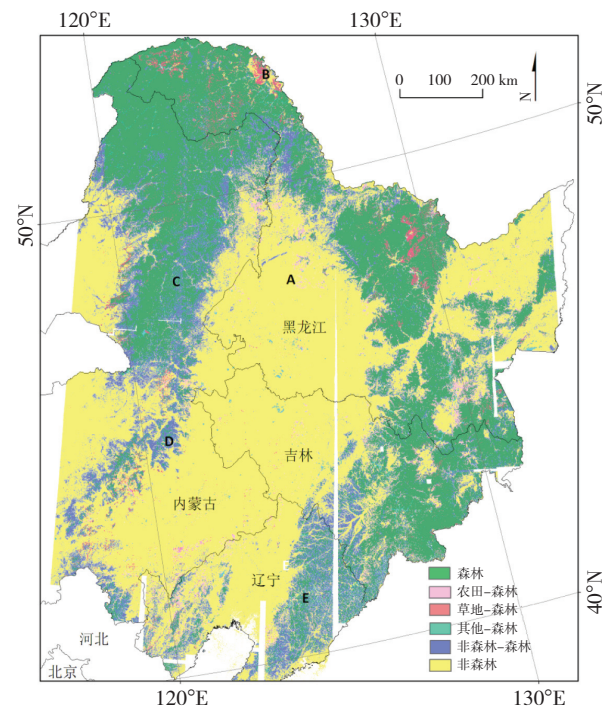 120°E
130°E
B
0 100 200 km
N
50°N
50°N
C
A
黑龙江
D
吉林
内蒙古
辽宁
E
森林
农田-森林
草地-森林
其他-森林
非森林-森林
非森林
40°N
河北
北京
120°E
130°E